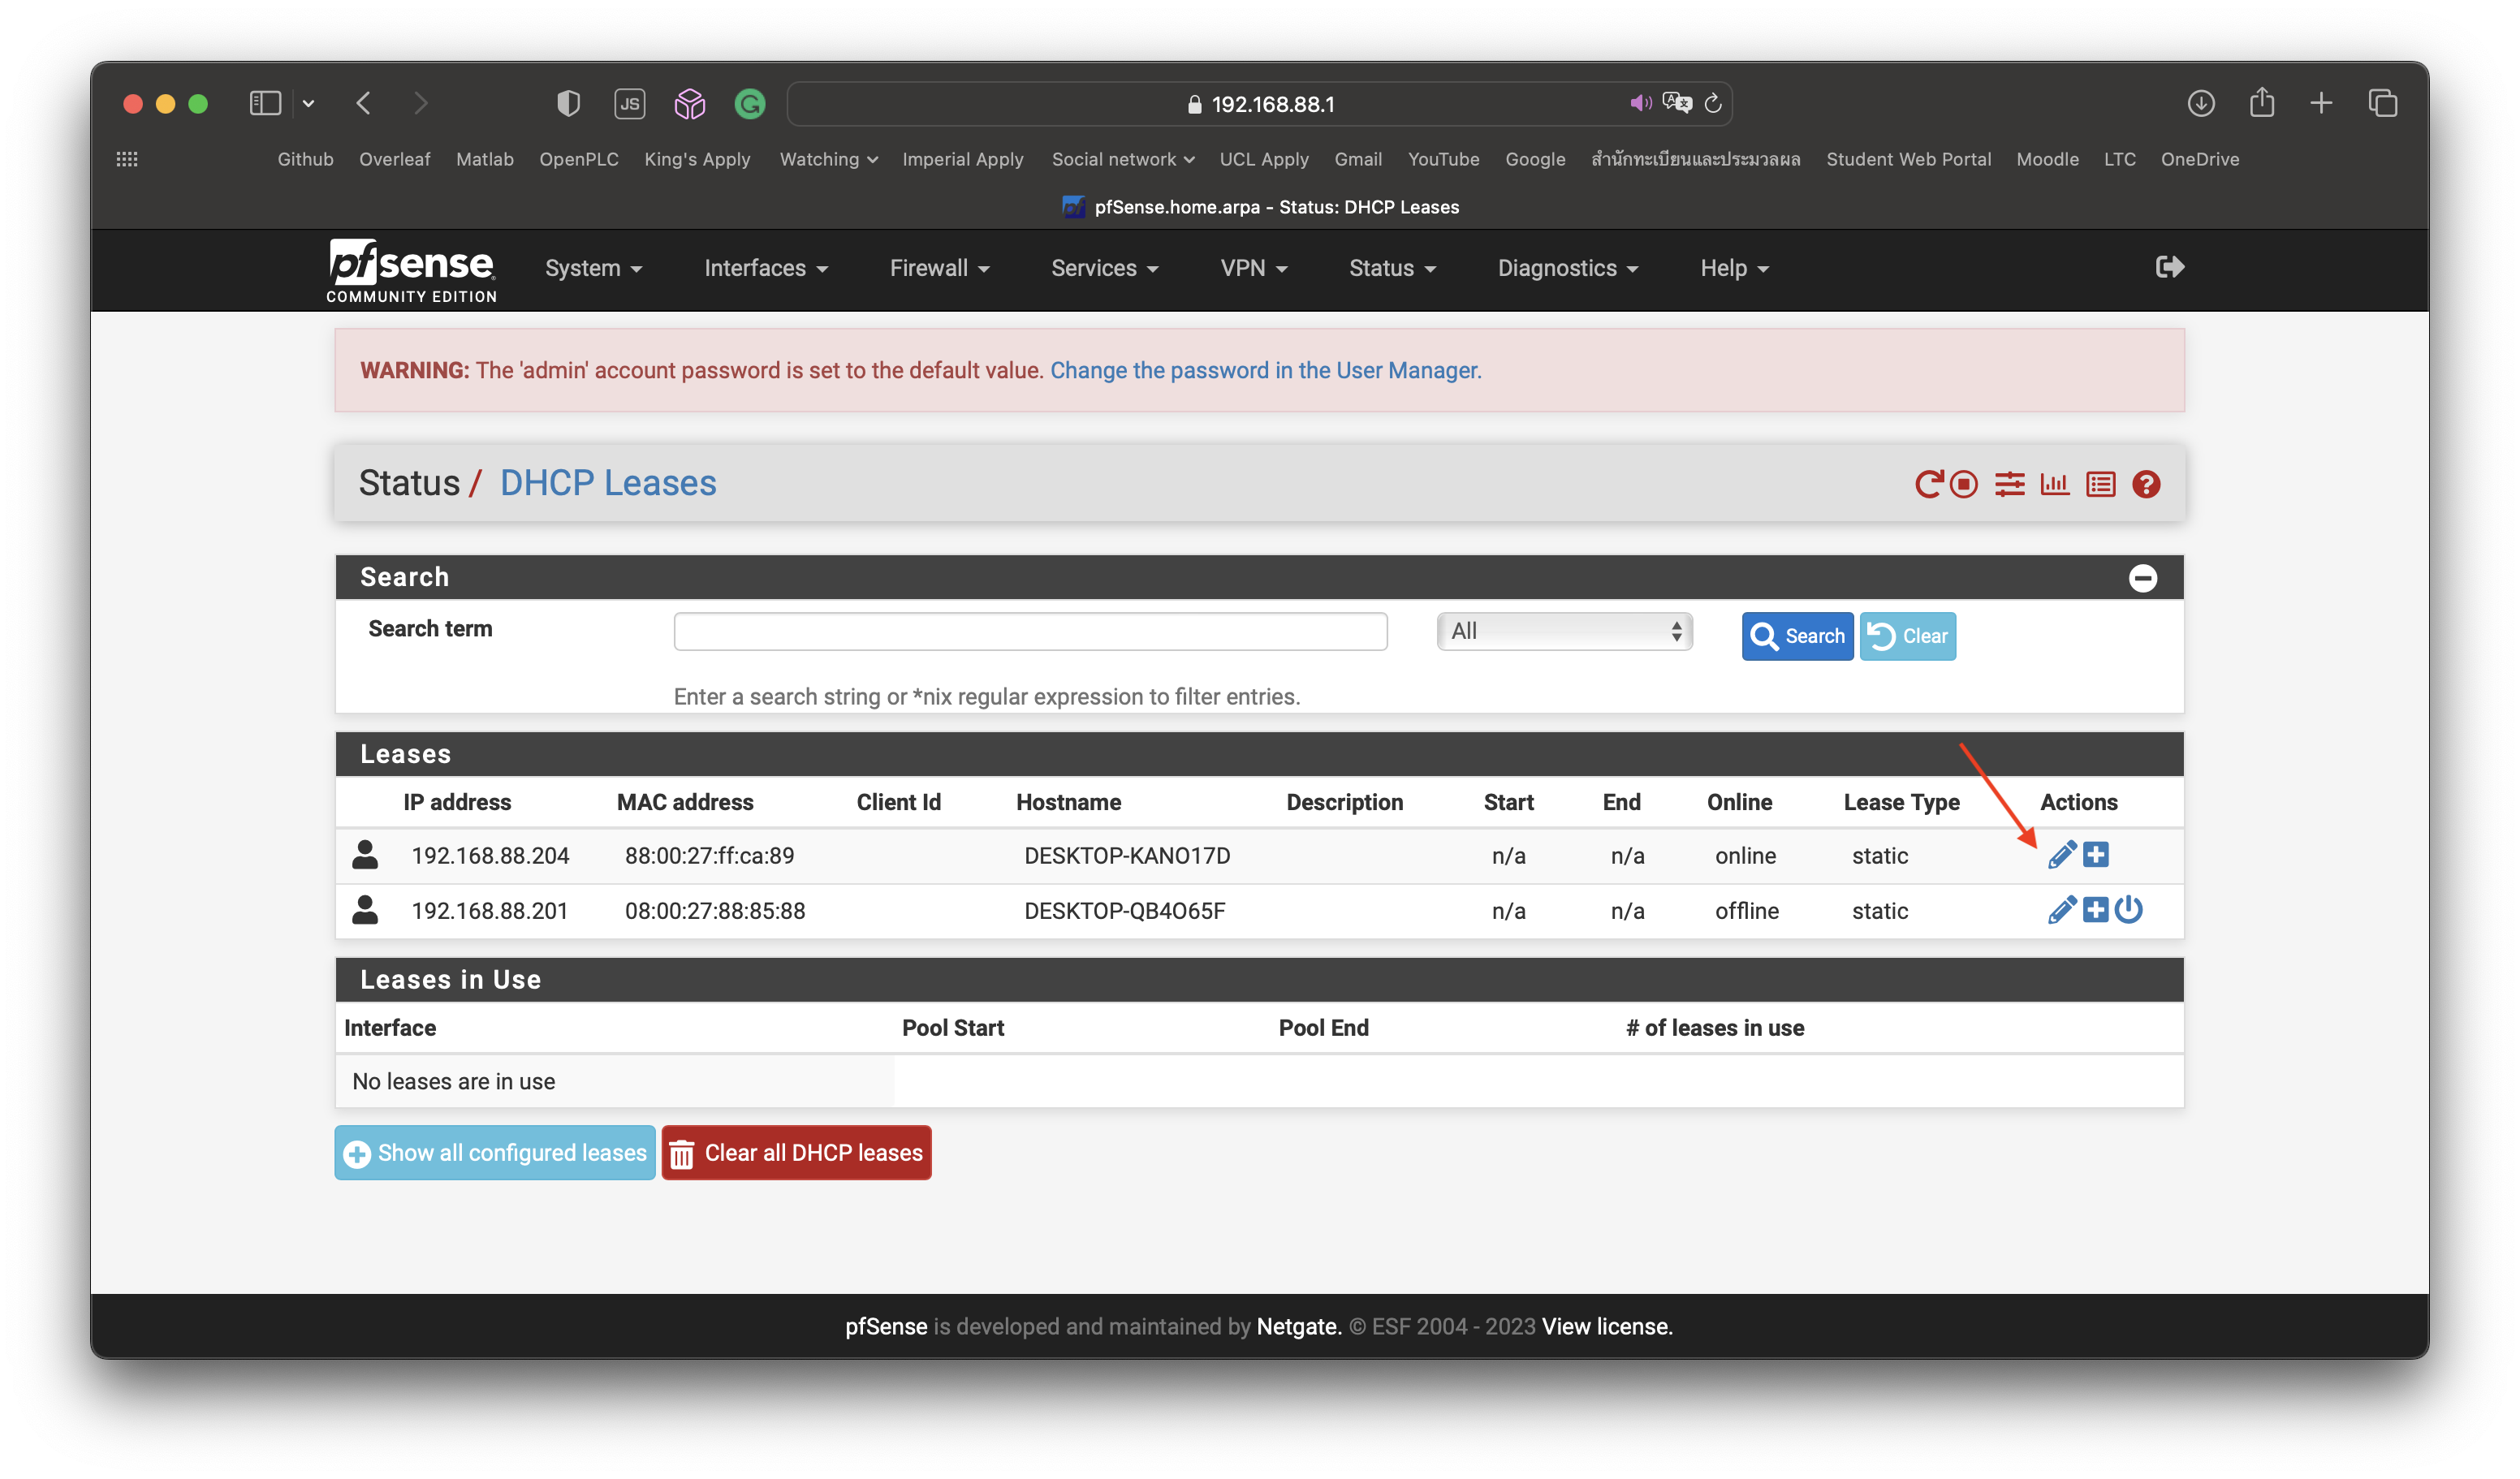 JS
192.168.88.1
Github Overleaf Matlab OpenPLC King's Apply Watching Imperial Apply Social network UCL Apply Gmail YouTube Google สำนักทะเบียนและประมวลผล Student Web Portal Moodle LTC OneDrive
pfSense.home.arpa - Status: DHCP Leases
pfsense System Interfaces Firewall Services VPN Status Diagnostics Help
COMMUNITY EDITION
WARNING: The 'admin' account password is set to the default value. Change the password in the User Manager.
Status / DHCP Leases
Search
Search term All Search Clear
Enter a search string or *nix regular expression to filter entries.
Leases
IP address MAC address Client Id Hostname Description Start End Online Lease Type Actions
192.168.88.204 88:00:27:ff:ca:89 DESKTOP-KANO17D n/a n/a online static
192.168.88.201 08:00:27:88:85:88 DESKTOP-QB4O65F n/a n/a offline static
Leases in Use
Interface Pool Start Pool End # of leases in use
No leases are in use
Show all configured leases Clear all DHCP leases
pfSense is developed and maintained by Netgate. © ESF 2004 - 2023 View license.